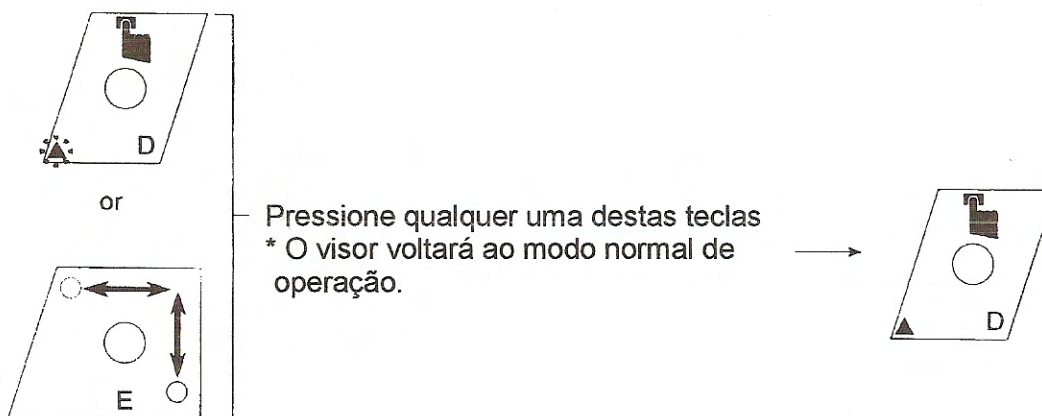 D
or
Pressione qualquer uma destas teclas
* O visor voltará ao modo normal de
operação.
E
D